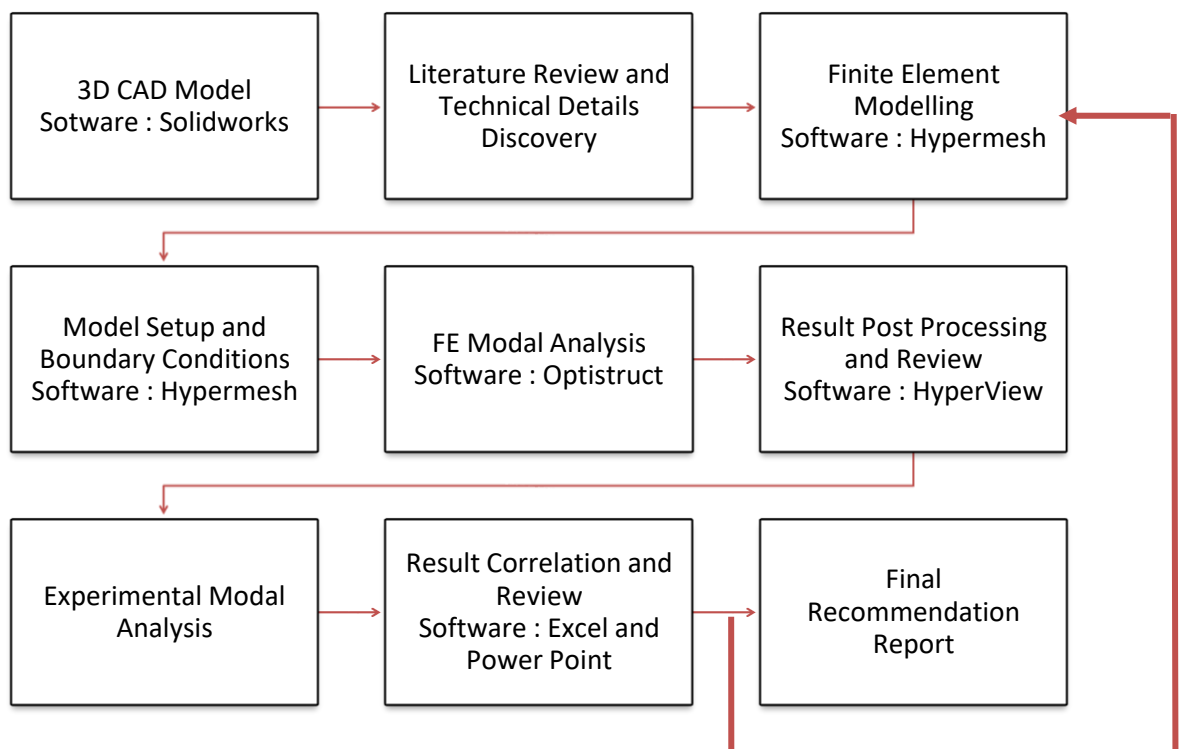 3D CAD Model
Sotware : Solidworks
Literature Review and
Technical Details
Discovery
Finite Element
Modelling
Software : Hypermesh
Model Setup and
Boundary Conditions
Software : Hypermesh
FE Modal Analysis
Software : Optistruct
Result Post Processing
and Review
Software : HyperView
Experimental Modal
Analysis
Result Correlation and
Review
Software : Excel and
Power Point
Final
Recommendation
Report